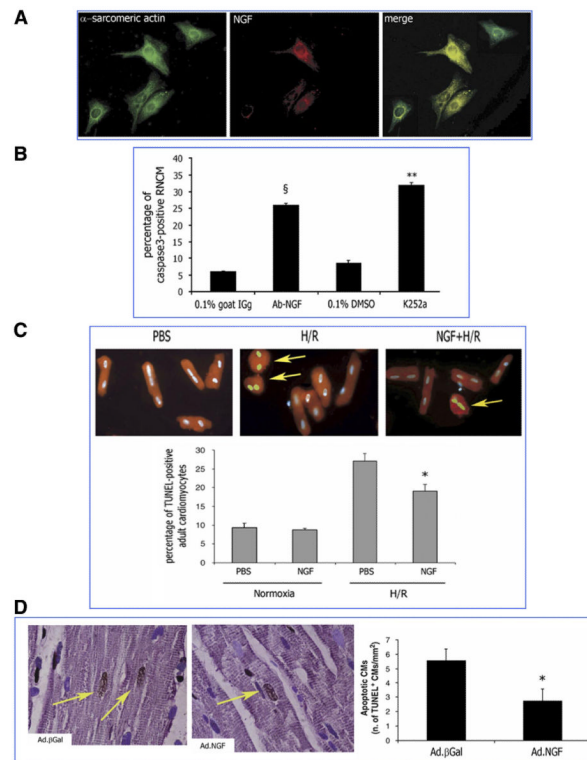 A
α-sarcomeric actin
NGF
merge
B
percentage of
caspase3-positive RNCM
40
35
30
25
20
15
10
5
0
§
**
0.1% goat IGg
Ab-NGF
0.1% DMSO
K252a
C
PBS
H/R
NGF+H/R
percentage of TUNEL-positive
adult cardiomyocytes
30
25
20
15
10
5
0
*
PBS
NGF
PBS
NGF
Normoxia
H/R
D
Ad.βGal
Ad.NGF
Apoptotic CMs
(n. of TUNEL⁺ CMs/mm²)
8
7
6
5
4
3
2
1
0
*
Ad.βGal
Ad.NGF